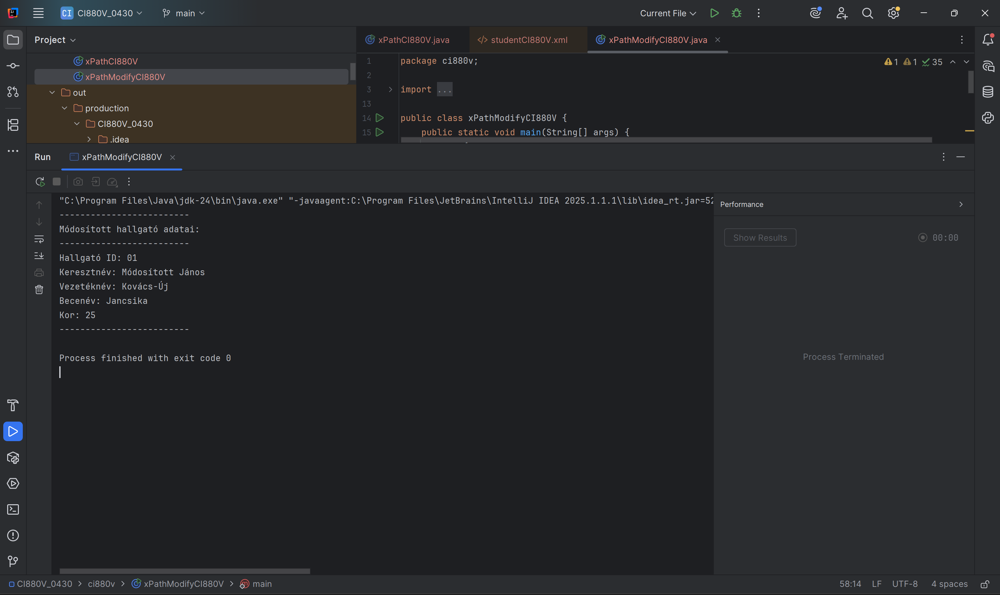 CI CI880V_0430 main Current File
Project
xPathCI880V.java studentCI880V.xml xPathModifyCI880V.java
xPathCI880V
xPathModifyCI880V
out
production
CI880V_0430
.idea
1 package ci880v;
2
3 import ...
13
14 public class xPathModifyCI880V {
15 public static void main(String[] args) {
1 1 35
Run xPathModifyCI880V
"C:\Program Files\Java\jdk-24\bin\java.exe" "-javaagent:C:\Program Files\JetBrains\IntelliJ IDEA 2025.1.1.1\lib\idea_rt.jar=52
-------------------------
Módosított hallgató adatai:
-------------------------
Hallgató ID: 01
Keresztnév: Módosított János
Vezetéknév: Kovács-Új
Becenév: Jancsika
Kor: 25
-------------------------
Process finished with exit code 0
Performance
Show Results 00:00
Process Terminated
CI880V_0430 > ci880v > xPathModifyCI880V > main
58:14 LF UTF-8 4 spaces